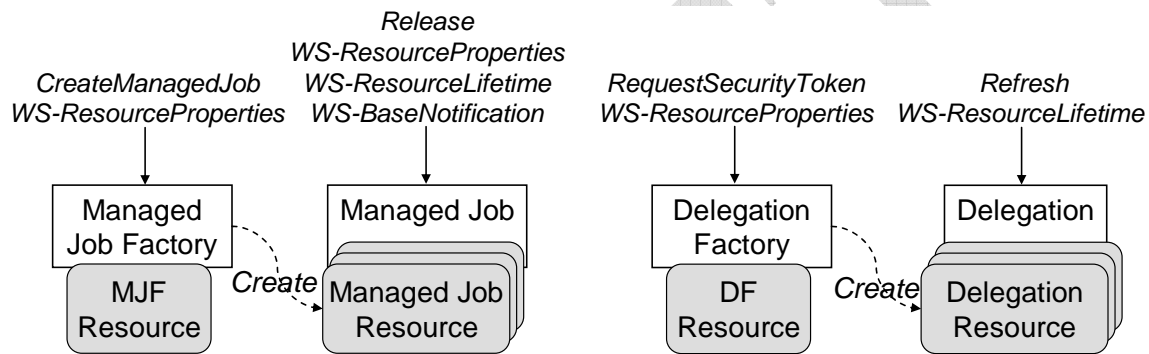 CreateManagedJob
WS-ResourceProperties
Release
WS-ResourceProperties
WS-ResourceLifetime
WS-BaseNotification
RequestSecurityToken
WS-ResourceProperties
Refresh
WS-ResourceLifetime
Managed
Job Factory
MJF
Resource
Create
Managed Job
Managed Job
Resource
Delegation
Factory
DF
Resource
Create
Delegation
Delegation
Resource